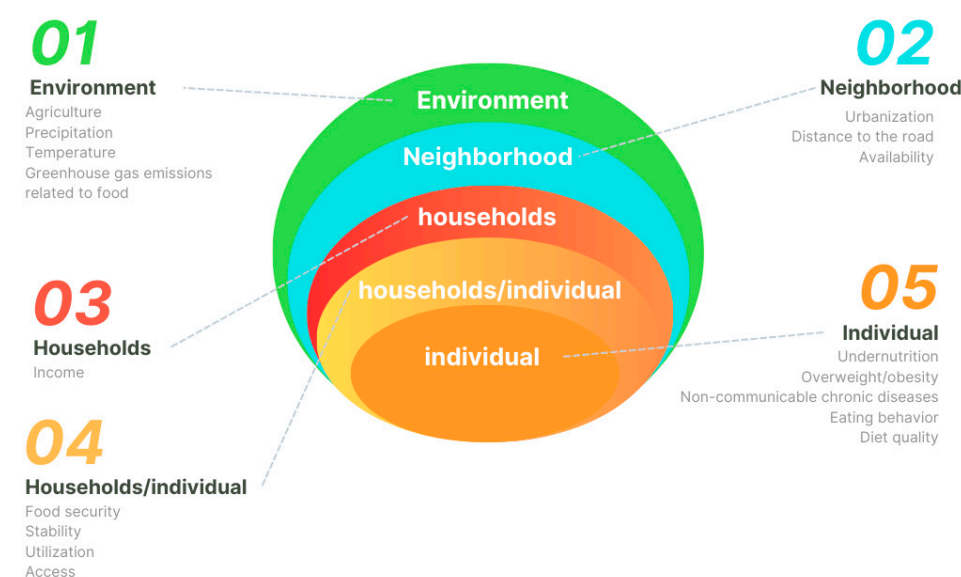 01
Environment
Agriculture
Precipitation
Temperature
Greenhouse gas emissions
related to food
02
Neighborhood
Urbanization
Distance to the road
Availability
Environment
Neighborhood
households
households/individual
individual
03
Households
Income
04
Households/individual
Food security
Stability
Utilization
Access
05
Individual
Undernutrition
Overweight/obesity
Non-communicable chronic diseases
Eating behavior
Diet quality